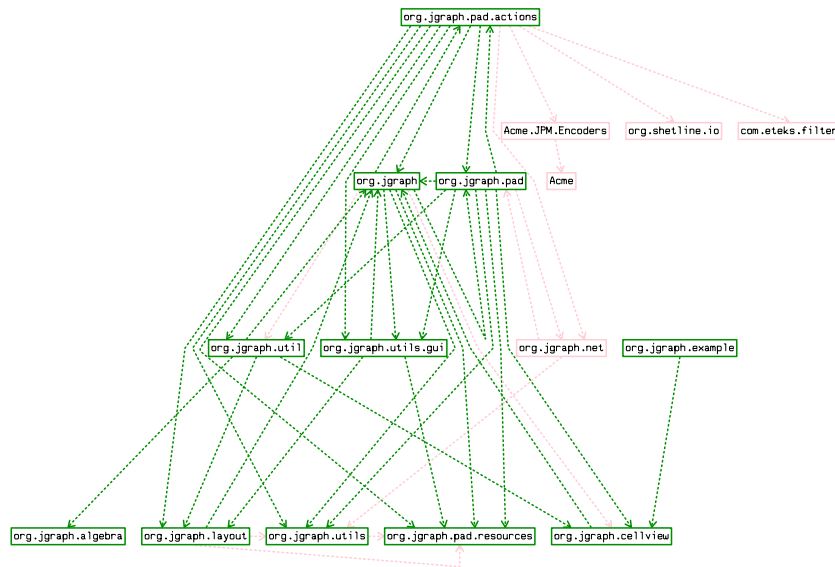 org.jgraph.pad.actions
Acme.JPM.Encoders
org.shetline.io
com.eteks.filter
org.jgraph
org.jgraph.pad
Acme
org.jgraph.util
org.jgraph.utils.gui
org.jgraph.net
org.jgraph.example
org.jgraph.algebra
org.jgraph.layout
org.jgraph.utils
org.jgraph.pad.resources
org.jgraph.cellview